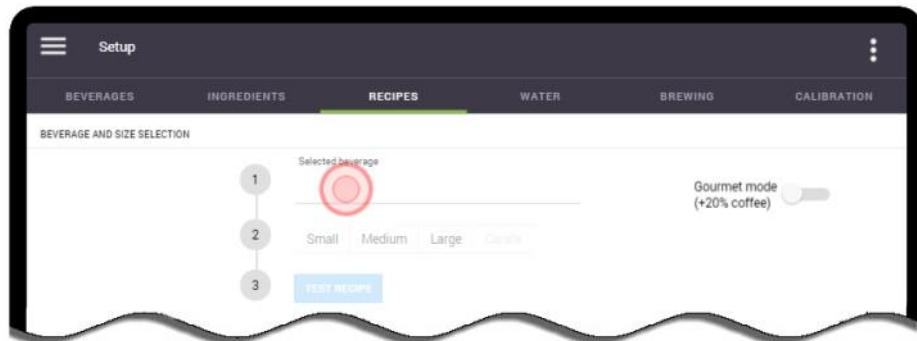 Setup
BEVERAGES INGREDIENTS RECIPES WATER BREWING CALIBRATION
BEVERAGE AND SIZE SELECTION
Selected beverage
1
Gourmet mode
(+20% coffee)
2 Small Medium Large Carafe
3 TEST RECIPE